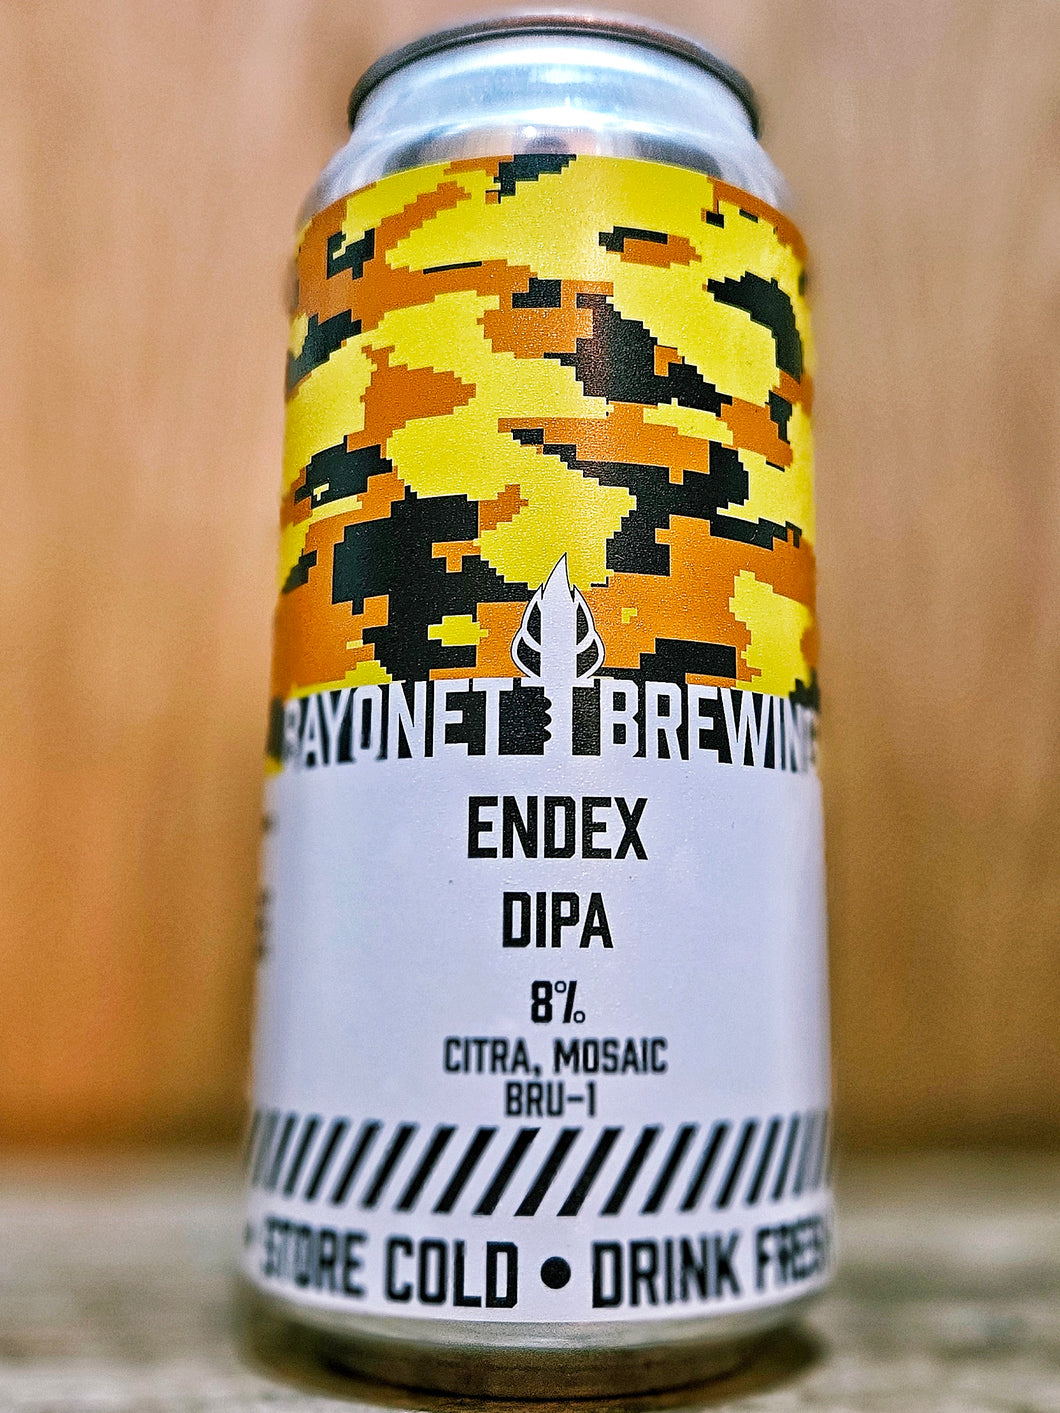 BAYONET BREWING
ENDEX
DIPA
8%
CITRA, MOSAIC
BRU-1
STORE COLD • DRINK FRESH